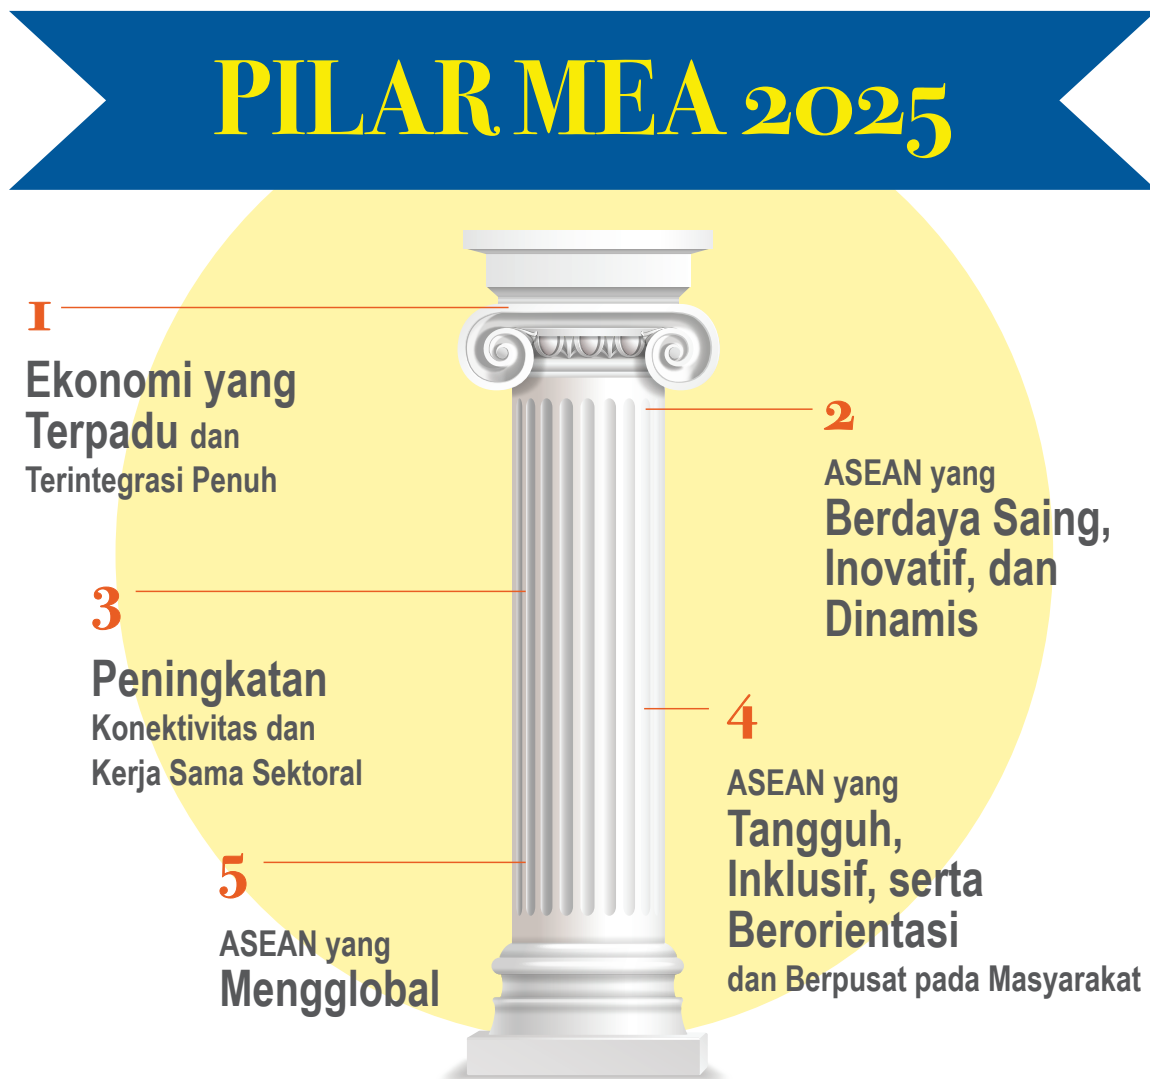 PILAR MEA 2025
1
Ekonomi yang
Terpadu dan
Terintegrasi Penuh
2
ASEAN yang
Berdaya Saing,
Inovatif, dan
Dinamis
3
Peningkatan
Konektivitas dan
Kerja Sama Sektoral
4
ASEAN yang
Tangguh,
Inklusif, serta
Berorientasi
dan Berpusat pada Masyarakat
5
ASEAN yang
Mengglobal